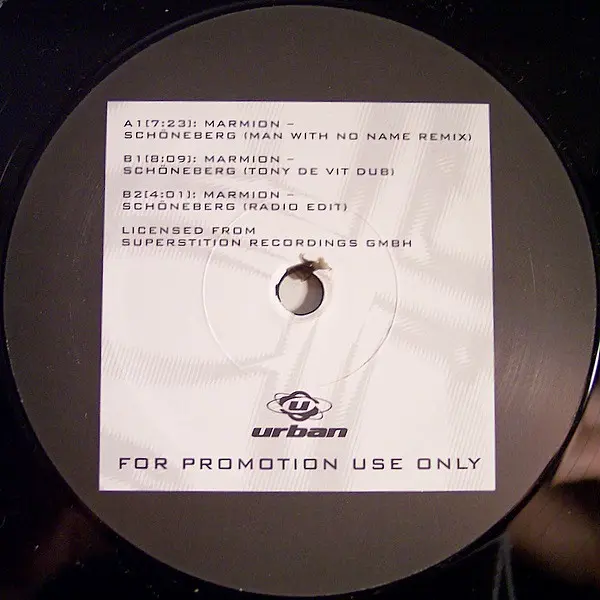 A1[7:23]: MARMION –
SCHÖNEBERG (MAN WITH NO NAME REMIX)
B1[8:09]: MARMION –
SCHÖNEBERG (TONY DE VIT DUB)
B2[4:01]: MARMION –
SCHÖNEBERG (RADIO EDIT)
LICENSED FROM
SUPERSTITION RECORDINGS GMBH
u
urban
FOR PROMOTION USE ONLY